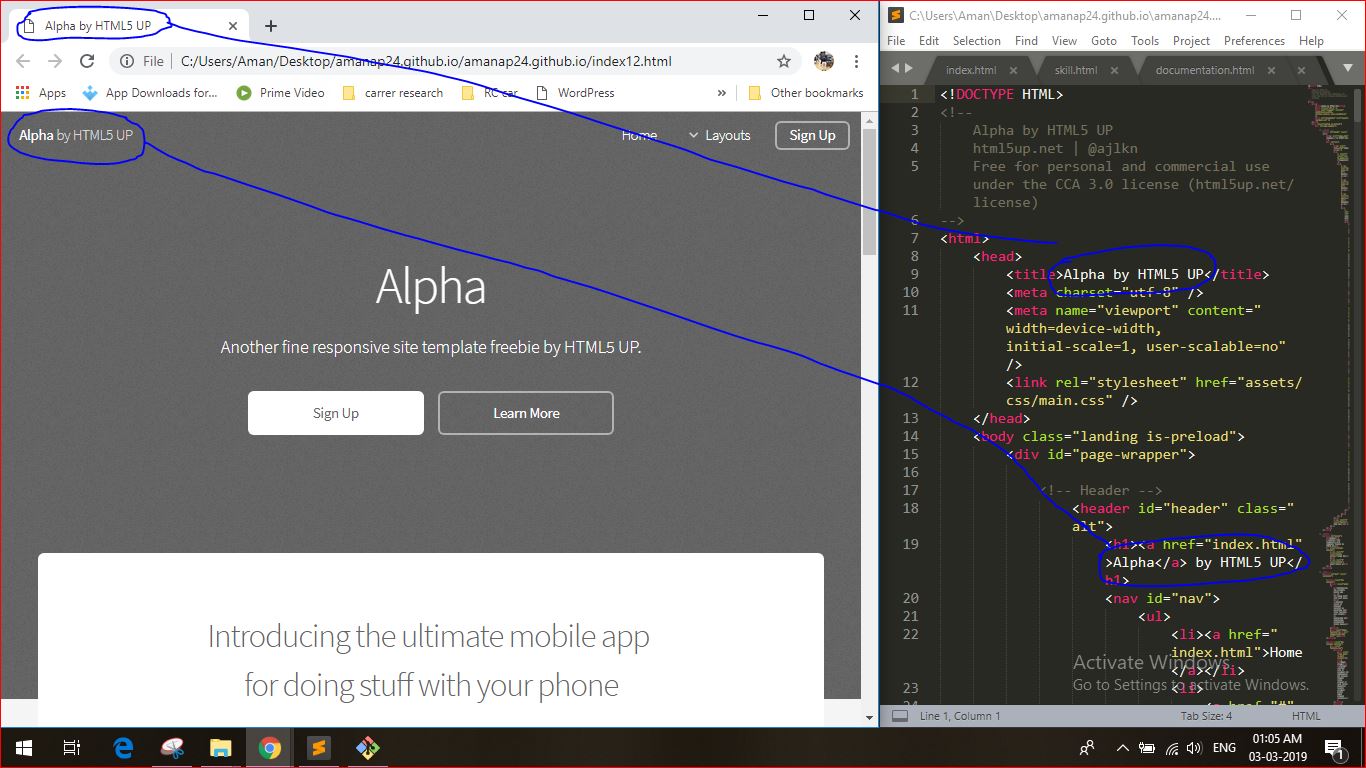 Alpha by HTML5 UP
File C:/Users/Aman/Desktop/amanap24.github.io/amanap24.github.io/index12.html
Apps App Downloads for... Prime Video carrer research RC car WordPress » Other bookmarks
Alpha by HTML5 UP Home Layouts Sign Up
Alpha
Another fine responsive site template freebie by HTML5 UP.
Sign Up Learn More
Introducing the ultimate mobile app
for doing stuff with your phone
C:\Users\Aman\Desktop\amanap24.github.io\amanap24....
File Edit Selection Find View Goto Tools Project Preferences Help
index.html skill.html documentation.html
1 <!DOCTYPE HTML>
2 <!--
3 Alpha by HTML5 UP
4 html5up.net | @ajlkn
5 Free for personal and commercial use
under the CCA 3.0 license (html5up.net/
license)
6 -->
7 <html>
8 <head>
9 <title>Alpha by HTML5 UP</title>
10 <meta charset="utf-8" />
11 <meta name="viewport" content="
width=device-width,
initial-scale=1, user-scalable=no"
/>
12 <link rel="stylesheet" href="assets/
css/main.css" />
13 </head>
14 <body class="landing is-preload">
15 <div id="page-wrapper">
16
17 <!-- Header -->
18 <header id="header" class="
alt">
19 <h1><a href="index.html"
>Alpha</a> by HTML5 UP</
h1>
20 <nav id="nav">
21 <ul>
22 <li><a href="
index.html">Home
</a></li>
23 <li>
24 <a href="#"
Activate Windows
Go to Settings to activate Windows.
Line 1, Column 1 Tab Size: 4 HTML
ENG 01:05 AM
03-03-2019 1